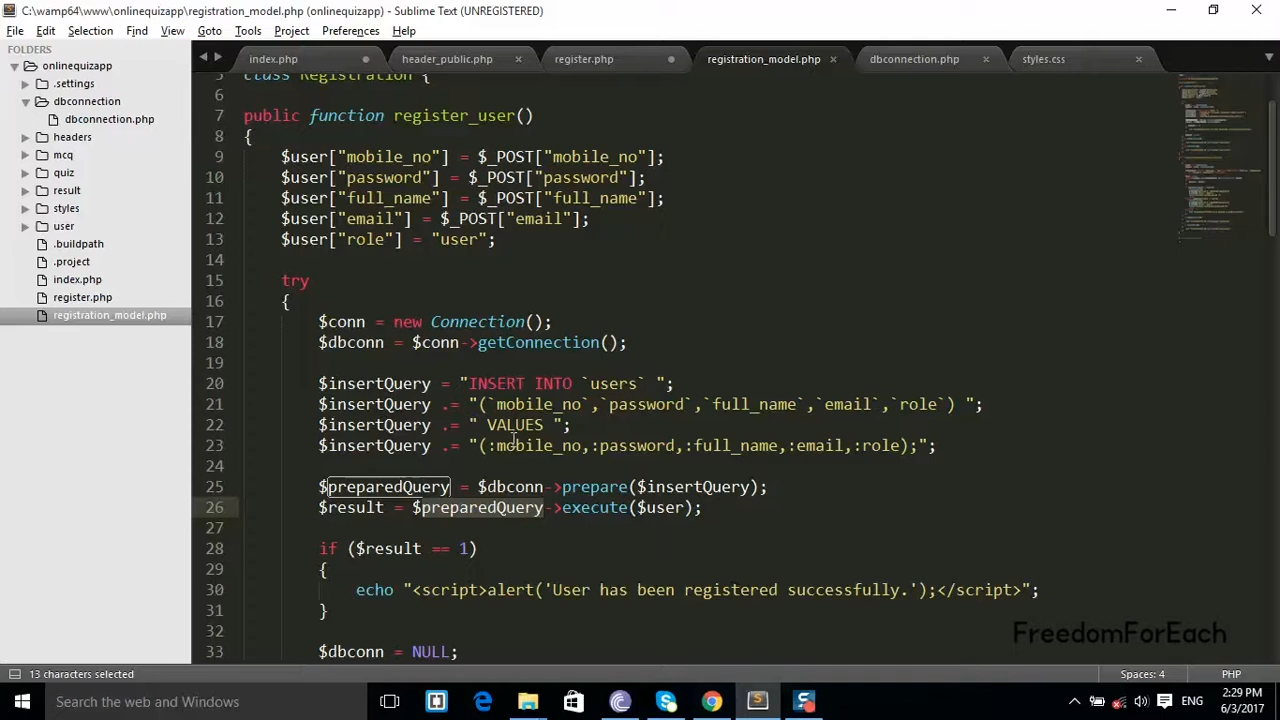 C:\wamp64\www\onlinequizapp\registration_model.php (onlinequizapp) - Sublime Text (UNREGISTERED)
File Edit Selection Find View Goto Tools Project Preferences Help
FOLDERS
onlinequizapp
.settings
dbconnection
dbconnection.php
headers
mcq
quiz
result
styles
user
.buildpath
.project
index.php
register.php
registration_model.php
index.php header_public.php register.php registration_model.php dbconnection.php styles.css
5 class Registration {
6
7 public function register_user()
8 {
9 $user["mobile_no"] = $_POST["mobile_no"];
10 $user["password"] = $_POST["password"];
11 $user["full_name"] = $_POST["full_name"];
12 $user["email"] = $_POST["email"];
13 $user["role"] = "user";
14
15 try
16 {
17 $conn = new Connection();
18 $dbconn = $conn->getConnection();
19
20 $insertQuery = "INSERT INTO `users` ";
21 $insertQuery .= "(`mobile_no`,`password`,`full_name`,`email`,`role`) ";
22 $insertQuery .= " VALUES ";
23 $insertQuery .= "(:mobile_no,:password,:full_name,:email,:role);";
24
25 $preparedQuery = $dbconn->prepare($insertQuery);
26 $result = $preparedQuery->execute($user);
27
28 if ($result == 1)
29 {
30 echo "<script>alert('User has been registered successfully.');</script>";
31 }
32
33 $dbconn = NULL;
FreedomForEach
13 characters selected
Spaces: 4
PHP
Search Windows
ENG
2:29 PM
6/3/2017